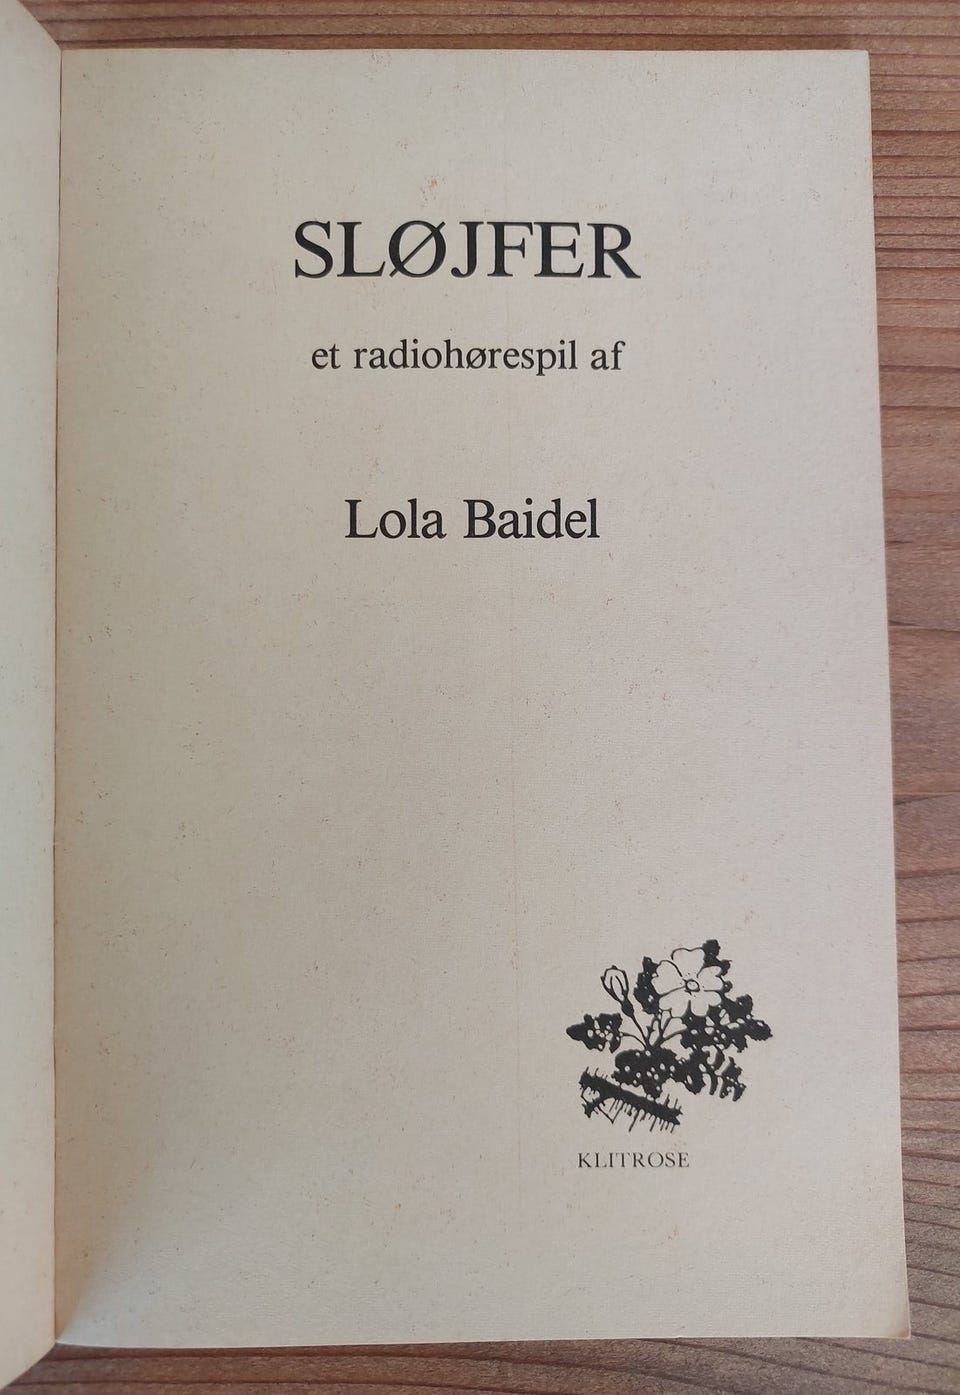 SLØJFER
et radiohørespil af
Lola Baidel
KLITROSE